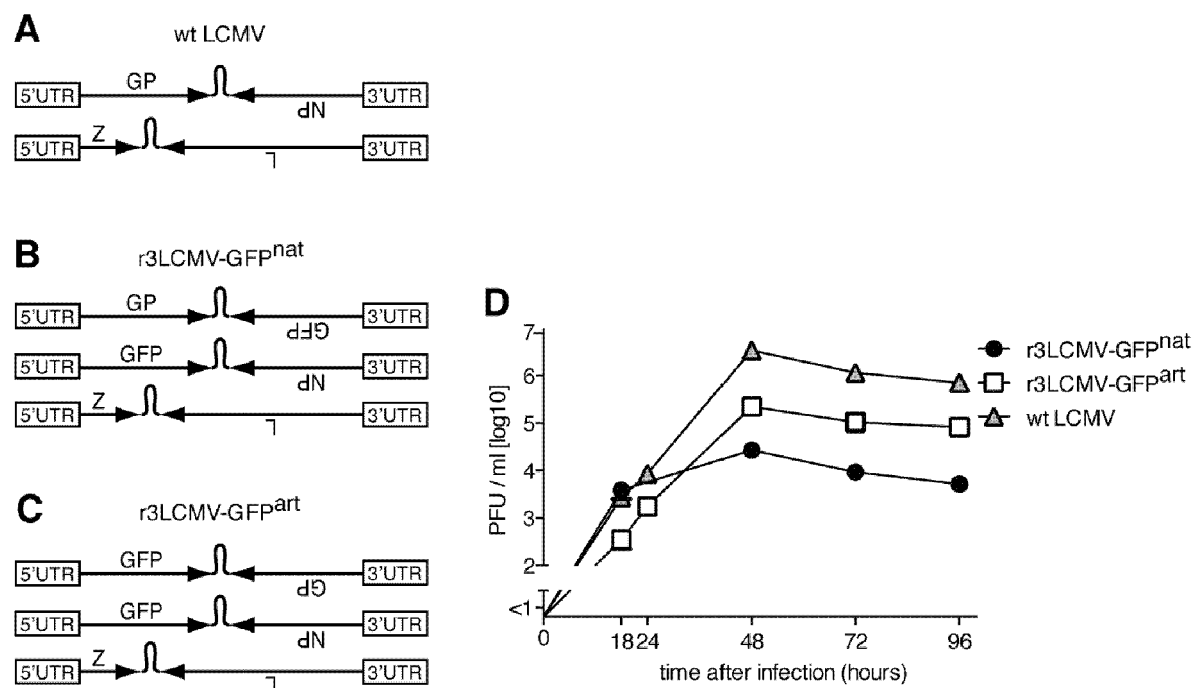 A
wt LCMV
5'UTR GP NP 3'UTR
5'UTR Z L 3'UTR
B
r3LCMV-GFPnat
5'UTR GP GFP 3'UTR
5'UTR GFP NP 3'UTR
5'UTR Z L 3'UTR
C
r3LCMV-GFPart
5'UTR GFP GP 3'UTR
5'UTR GFP NP 3'UTR
5'UTR Z L 3'UTR
D
PFU / ml [log10]
7
6
5
4
3
2
<1
0 18 24 48 72 96
time after infection (hours)
r3LCMV-GFPnat
r3LCMV-GFPart
wt LCMV